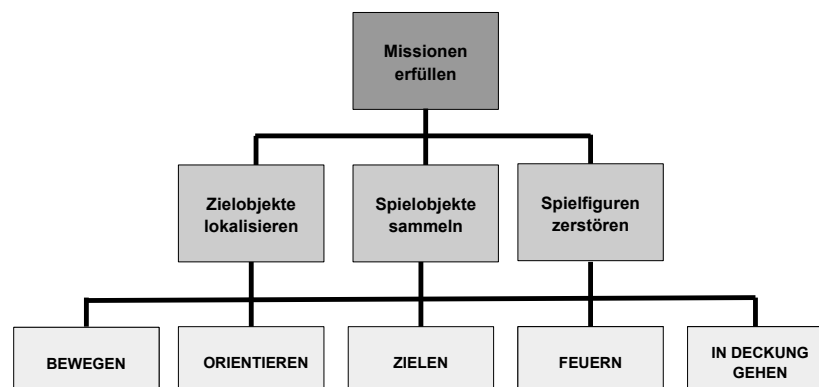 Missionen
erfüllen
Zielobjekte
lokalisieren
Spielobjekte
sammeln
Spielfiguren
zerstören
BEWEGEN
ORIENTIEREN
ZIELEN
FEUERN
IN DECKUNG
GEHEN